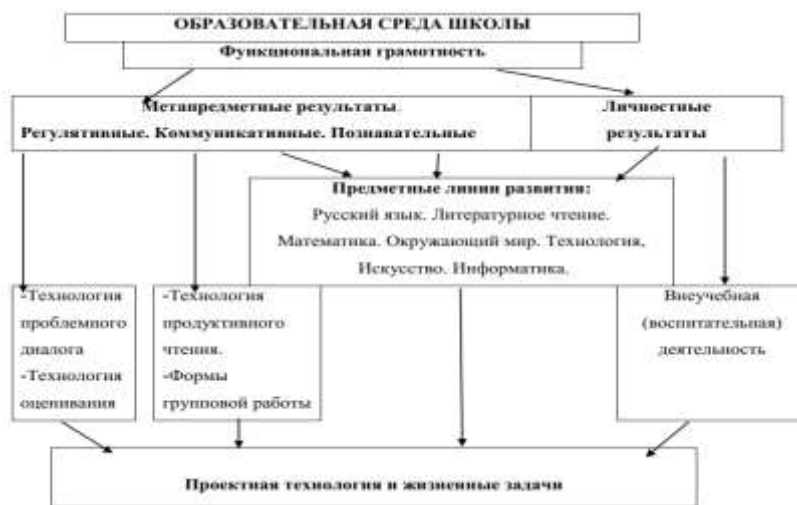 ОБРАЗОВАТЕЛЬНАЯ СРЕДА ШКОЛЫ
Функциональная грамотность
Метапредметные результаты.
Регулятивные. Коммуникативные. Познавательные
Личностные
результаты
Предметные линии развития:
Русский язык. Литературное чтение.
Математика. Окружающий мир. Технология,
Искусство. Информатика.
-Технология
проблемного
диалога
-Технология
оценивания
-Технология
продуктивного
чтения.
-Формы
групповой работы
Внеучебная
(воспитательная)
деятельность
Проектная технология и жизненные задачи